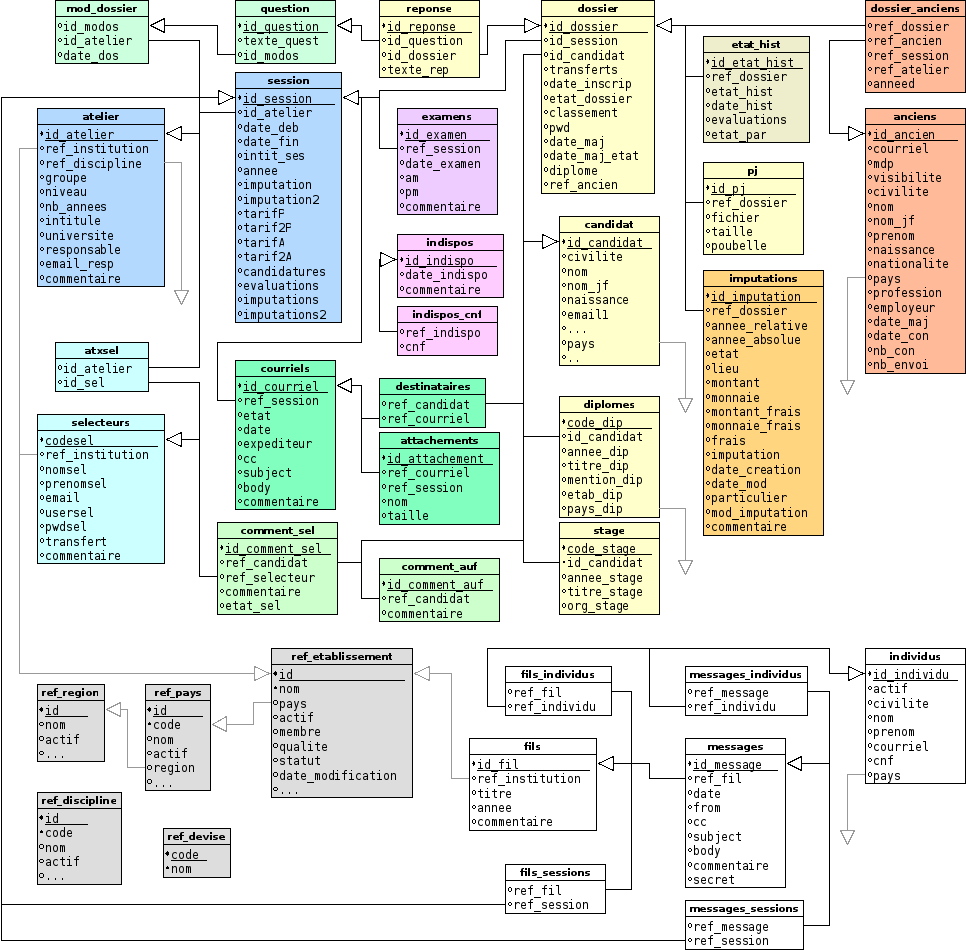 mod_dossier
id_modos
id_atelier
date_dos
question
id_question
texte_quest
id_modos
reponse
id_reponse
id_question
id_dossier
texte_rep
dossier
id_dossier
id_session
id_candidat
transferts
date_inscrip
etat_dossier
classement
pwd
date_maj
date_maj_etat
diplome
ref_ancien
dossier_anciens
ref_dossier
ref_ancien
ref_session
ref_atelier
anneed
etat_hist
id_etat_hist
ref_dossier
etat_hist
date_hist
evaluations
etat_par
session
id_session
id_atelier
date_deb
date_fin
intit_ses
annee
imputation
imputation2
tarifP
tarif2P
tarifA
tarif2A
candidatures
evaluations
imputations
imputations2
atelier
id_atelier
ref_institution
ref_discipline
groupe
niveau
nb_annees
intitule
universite
responsable
email_resp
commentaire
examens
id_examen
ref_session
date_examen
am
pm
commentaire
anciens
id_ancien
courriel
mdp
visibilite
civilite
nom
nom_jf
prenom
naissance
nationalite
pays
profession
employeur
date_maj
date_con
nb_con
nb_envoi
pj
id_pj
ref_dossier
fichier
taille
poubelle
candidat
id_candidat
civilite
nom
nom_jf
naissance
email1
...
pays
..
indispos
id_indispo
date_indispo
commentaire
imputations
id_imputation
ref_dossier
annee_relative
annee_absolue
etat
lieu
montant
monnaie
montant_frais
monnaie_frais
frais
imputation
date_creation
date_mod
particulier
mod_imputation
commentaire
indispos_cnf
ref_indispo
cnf
atxsel
id_atelier
id_sel
courriels
id_courriel
ref_session
etat
date
expediteur
cc
subject
body
commentaire
destinataires
ref_candidat
ref_courriel
diplomes
code_dip
id_candidat
annee_dip
titre_dip
mention_dip
etab_dip
pays_dip
selecteurs
codesel
ref_institution
nomsel
prenomsel
email
usersel
pwdsel
transfert
commentaire
attachements
id_attachement
ref_courriel
ref_session
nom
taille
comment_sel
id_comment_sel
ref_candidat
ref_selecteur
commentaire
etat_sel
stage
code_stage
id_candidat
annee_stage
titre_stage
org_stage
comment_auf
id_comment_auf
ref_candidat
commentaire
ref_etablissement
id
nom
pays
actif
membre
qualite
statut
date_modification
...
individus
id_individu
actif
civilite
nom
prenom
courriel
cnf
pays
fils_individus
ref_fil
ref_individu
messages_individus
ref_message
ref_individu
ref_region
id
nom
actif
...
ref_pays
id
code
nom
actif
region
...
fils
id_fil
ref_institution
titre
annee
commentaire
messages
id_message
ref_fil
date
from
cc
subject
body
commentaire
secret
ref_discipline
id
code
nom
actif
...
ref_devise
code
nom
fils_sessions
ref_fil
ref_session
messages_sessions
ref_message
ref_session